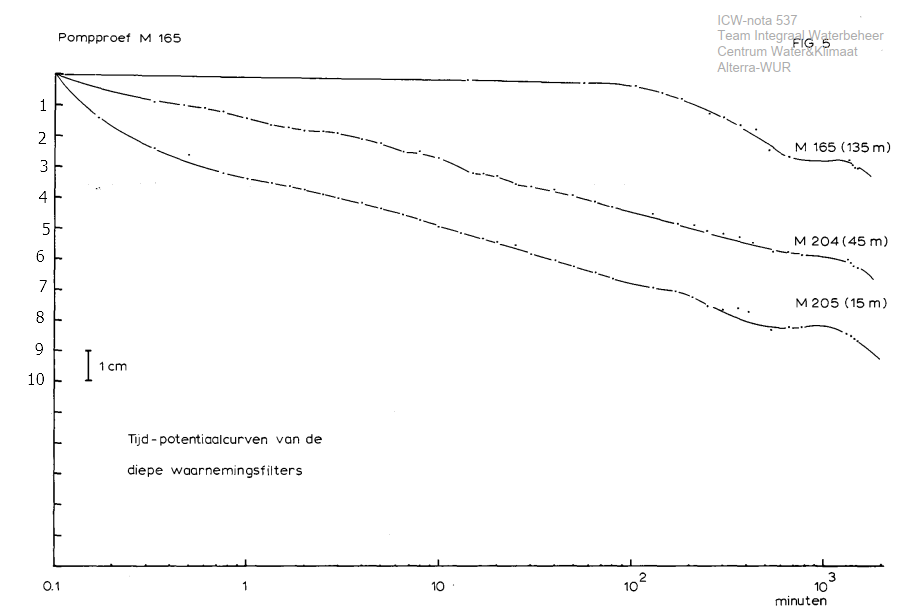 ICW-nota 537
Team Integraal Waterbeheer
Centrum Water&Klimaat
Alterra-WUR
Pompproef M 165
FIG 5
1
2
3
4
5
6
7
8
9
10
M 165 (135 m)
M 204 (45 m)
M 205 (15 m)
1 cm
Tijd-potentiaalcurven van de
diepe waarnemingsfilters
0.1 1 10 10² 10³
minuten